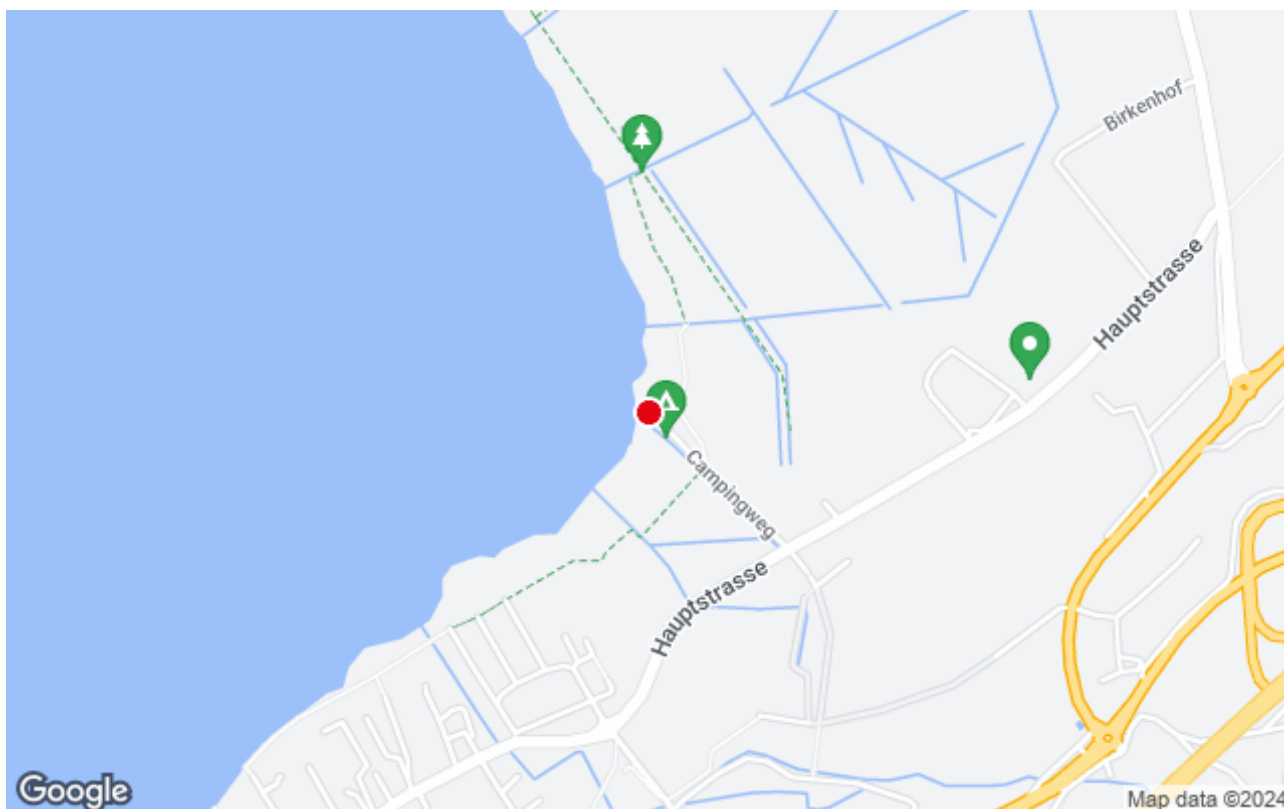 Birkenhof
Hauptstrasse
Campingweg
Hauptstrasse
Google
Map data ©2024